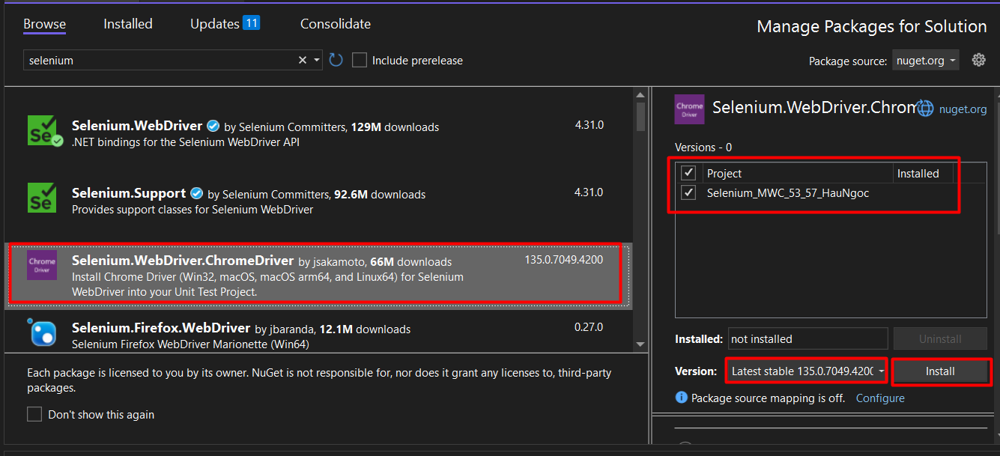 Browse Installed Updates 11 Consolidate
Manage Packages for Solution
selenium
Include prerelease
Package source: nuget.org
Se
Selenium.WebDriver by Selenium Committers, 129M downloads 4.31.0
.NET bindings for the Selenium WebDriver API
Se
Selenium.Support by Selenium Committers, 92.6M downloads 4.31.0
Provides support classes for Selenium WebDriver
Chrome
Driver
Selenium.WebDriver.ChromeDriver by jsakamoto, 66M downloads 135.0.7049.4200
Install Chrome Driver (Win32, macOS, macOS arm64, and Linux64) for Selenium
WebDriver into your Unit Test Project.
Selenium.Firefox.WebDriver by jbaranda, 12.1M downloads 0.27.0
Selenium Firefox WebDriver Marionette (Win64)
Each package is licensed to you by its owner. NuGet is not responsible for, nor does it grant any licenses to, third-party
packages.
Don't show this again
Chrome
Driver
Selenium.WebDriver.Chrom nuget.org
Versions - 0
Project Installed
Selenium_MWC_53_57_HauNgoc
Installed: not installed Uninstall
Version: Latest stable 135.0.7049.4200 Install
Package source mapping is off. Configure